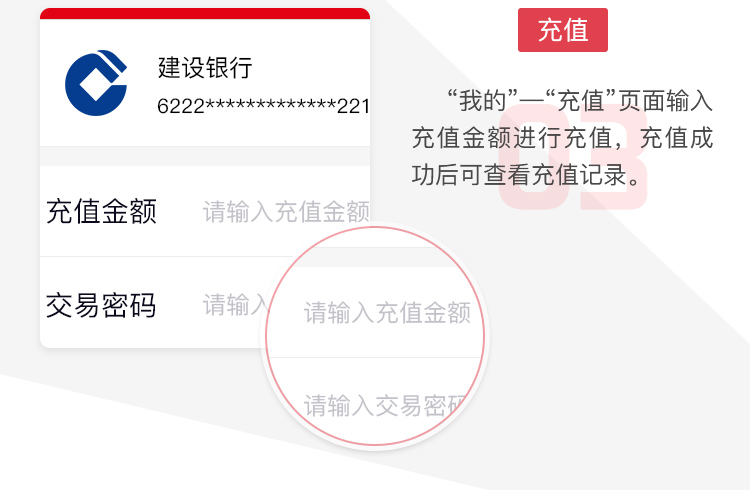 建设银行
6222*************221
充值金额 请输入充值金额
交易密码 请输入
请输入充值金额
请输入交易密码
充值
“我的”—“充值”页面输入
充值金额进行充值，充值成
功后可查看充值记录。
03